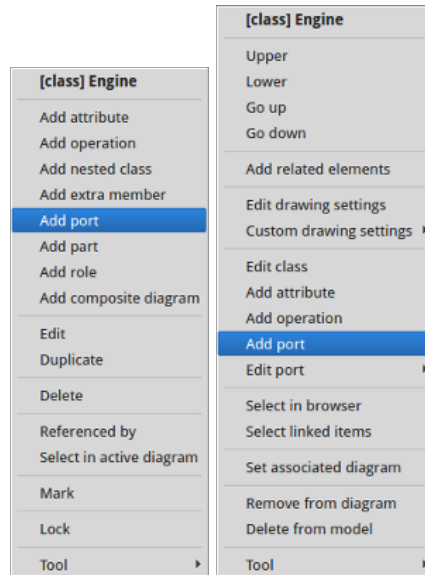 [class] Engine
Add attribute
Add operation
Add nested class
Add extra member
Add port
Add part
Add role
Add composite diagram
Edit
Duplicate
Delete
Referenced by
Select in active diagram
Mark
Lock
Tool
[class] Engine
Upper
Lower
Go up
Go down
Add related elements
Edit drawing settings
Custom drawing settings
Edit class
Add attribute
Add operation
Add port
Edit port
Select in browser
Select linked items
Set associated diagram
Remove from diagram
Delete from model
Tool